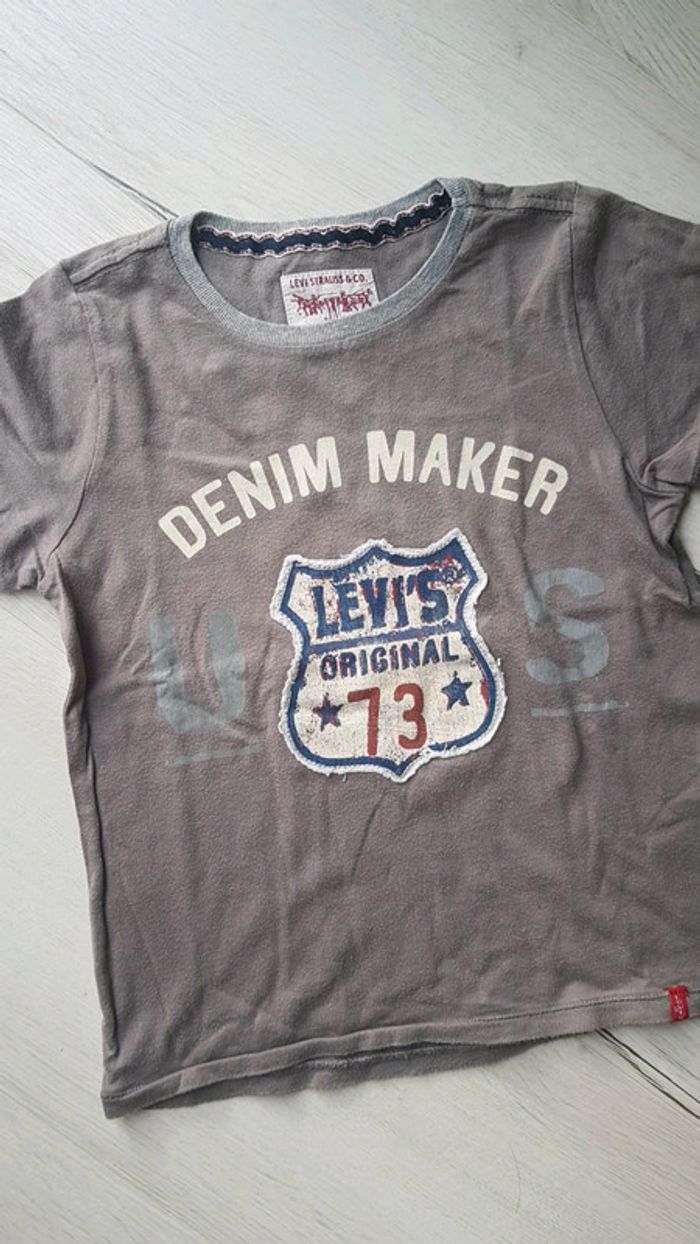 LEVI STRAUSS & CO.
DENIM MAKER
U S
LEVI'S®
ORIGINAL
73